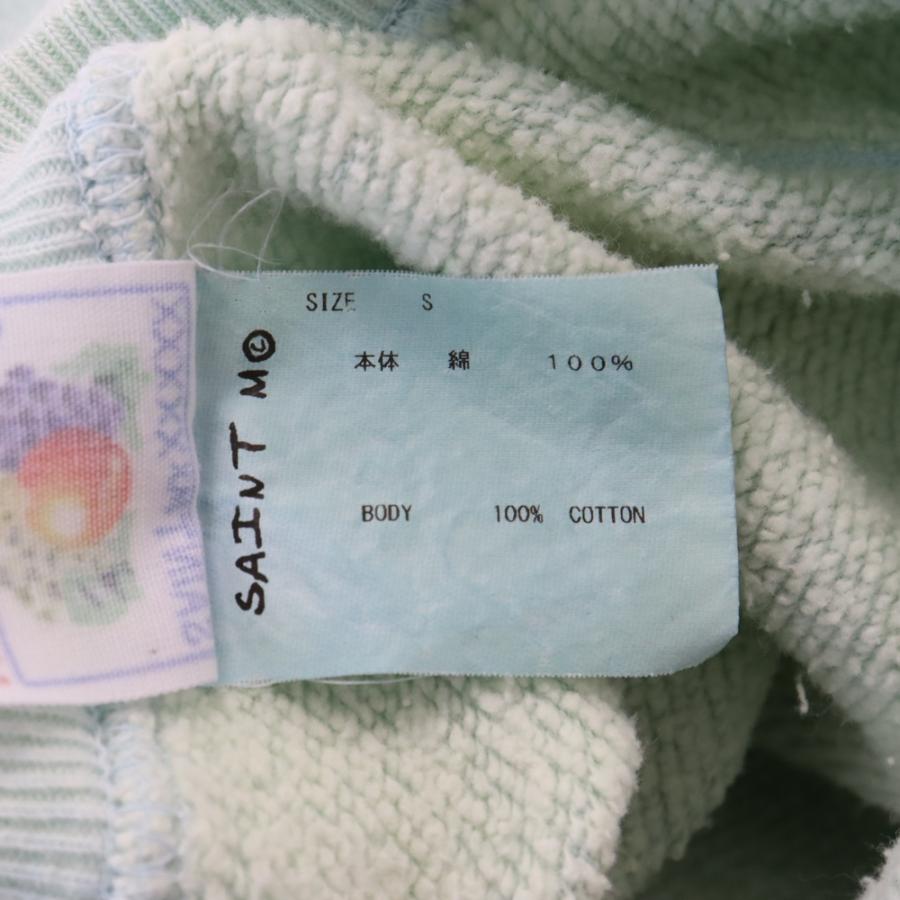 SIZE S
本体 綿 100%
BODY 100% COTTON
SAINT M©